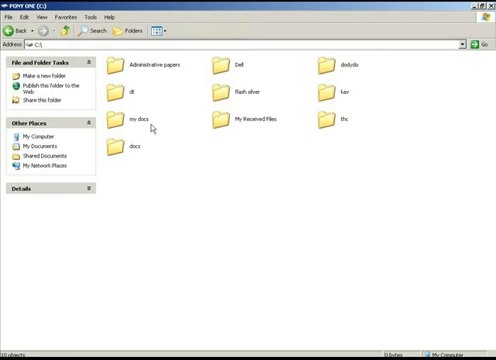 PONY ONE (C:)
File Edit View Favorites Tools Help
Back Search Folders
Address C:\ Go
File and Folder Tasks
Make a new folder
Publish this folder to the
Web
Share this folder
Other Places
My Computer
My Documents
Shared Documents
My Network Places
Details
Administrative papers Dell dodydo
dt flash silver kav
my docs My Received Files thc
docs
10 objects 0 bytes My Computer